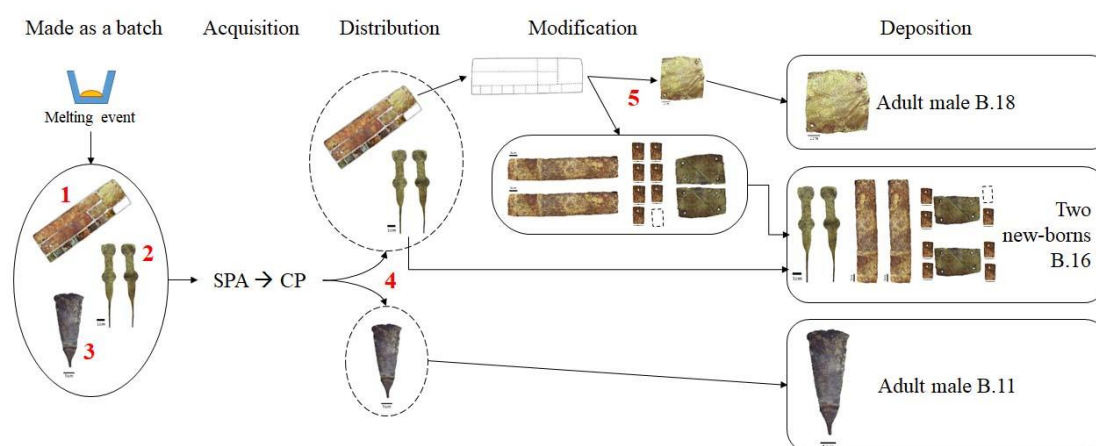 Made as a batch
Acquisition
Distribution
Modification
Deposition
Melting event
1
2
3
SPA → CP
4
5
Adult male B.18
Two
new-borns
B.16
Adult male B.11